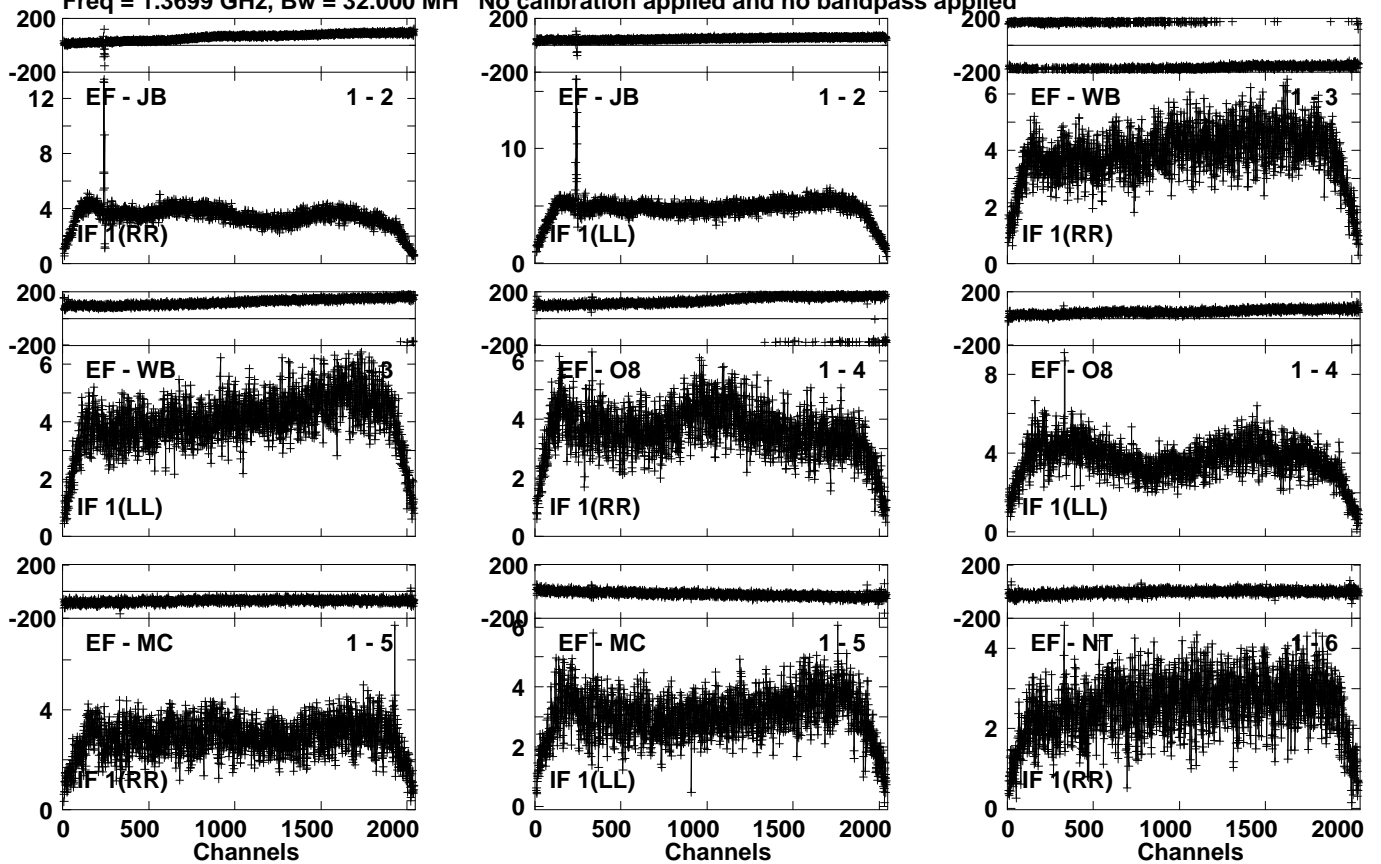 Freq = 1.3699 GHz, Bw = 32.000 MH No calibration applied and no bandpass applied
200 200 200
-200 -200 -200
EF - JB 1 - 2 EF - JB 1 - 2 EF - WB 1 - 3
12 10 6
8 4
4 2
0 0 0
IF 1(RR) IF 1(LL) IF 1(RR)
200 200 200
-200 -200 -200
EF - WB 3 EF - O8 1 - 4 EF - O8 1 - 4
6 6 8
4 4 4
2 2
IF 1(LL) IF 1(RR) IF 1(LL)
0 0 0
200 200 200
-200 -200 -200
6
EF - MC 1 - 5 EF - MC 1 - 5 EF - NT 1 - 6
4 4 4
2 2
IF 1(RR) IF 1(LL) IF 1(RR)
0 0 0
0 500 1000 1500 2000 0 500 1000 1500 2000 0 500 1000 1500 2000
Channels Channels Channels